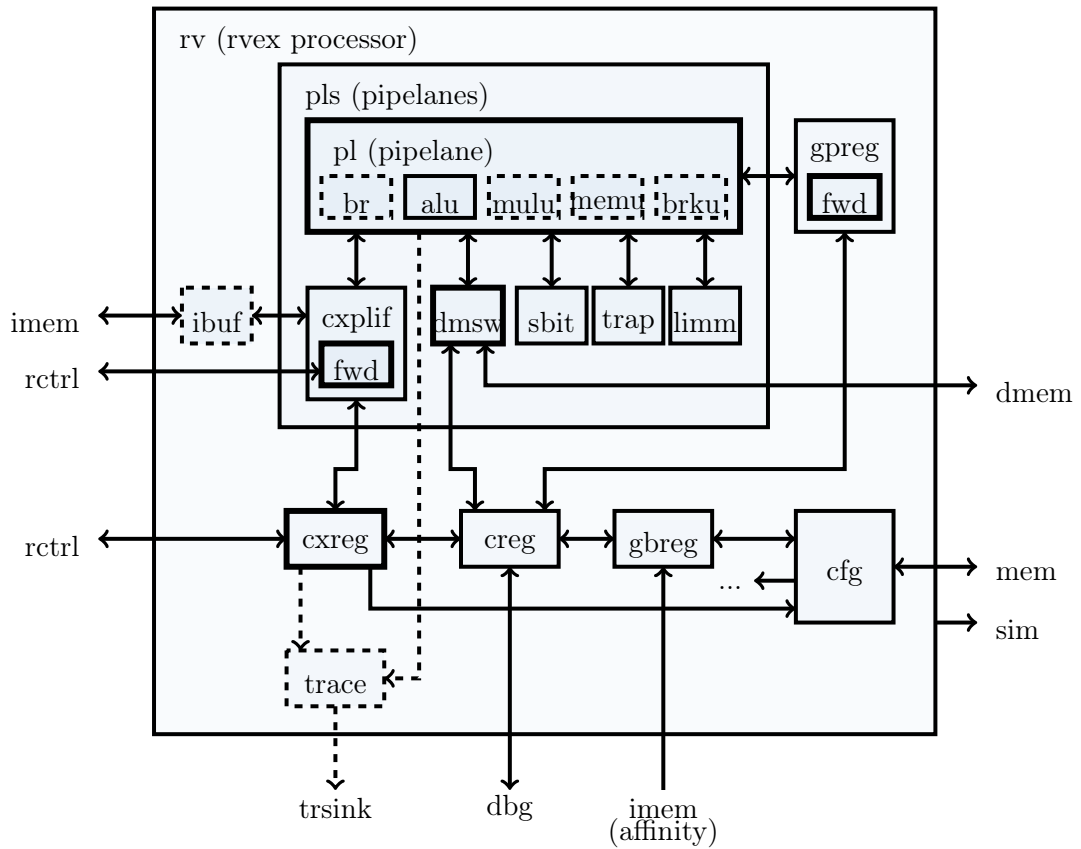 rv (rvex processor)
pls (pipelanes)
pl (pipelane)
gpreg
br
alu
mulu
memu
brku
fwd
imem
ibuf
cxplif
dmsw
sbit
trap
limm
rctrl
fwd
dmem
rctrl
cxreg
creg
gbreg
cfg
mem
...
sim
trace
trsink
dbg
imem
(affinity)